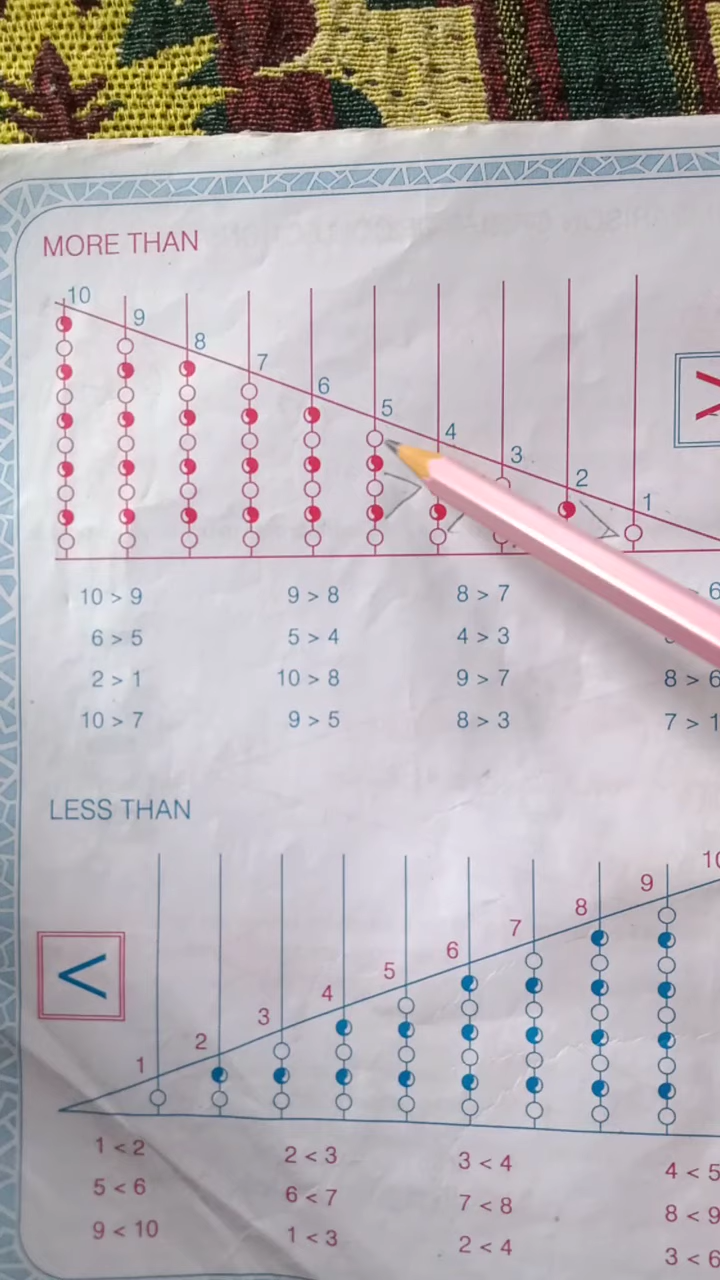 MORE THAN
10 9 8 7 6 5 4 3 2 1
>
10 > 9 9 > 8 8 > 7 > 6
6 > 5 5 > 4 4 > 3
2 > 1 10 > 8 9 > 7 8 > 6
10 > 7 9 > 5 8 > 3 7 > 1
LESS THAN
<
1 2 3 4 5 6 7 8 9 10
1 < 2 2 < 3 3 < 4 4 < 5
5 < 6 6 < 7 7 < 8 8 < 9
9 < 10 1 < 3 2 < 4 3 < 6